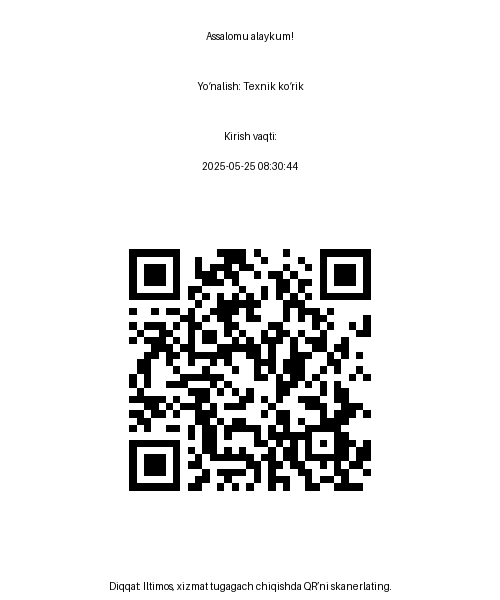 Assalomu alaykum!
Yo'nalish: Texnik ko'rik
Kirish vaqti:
2025-05-25 08:30:44
Diqqat: Iltimos, xizmat tugagach chiqishda QR'ni skanerlating.